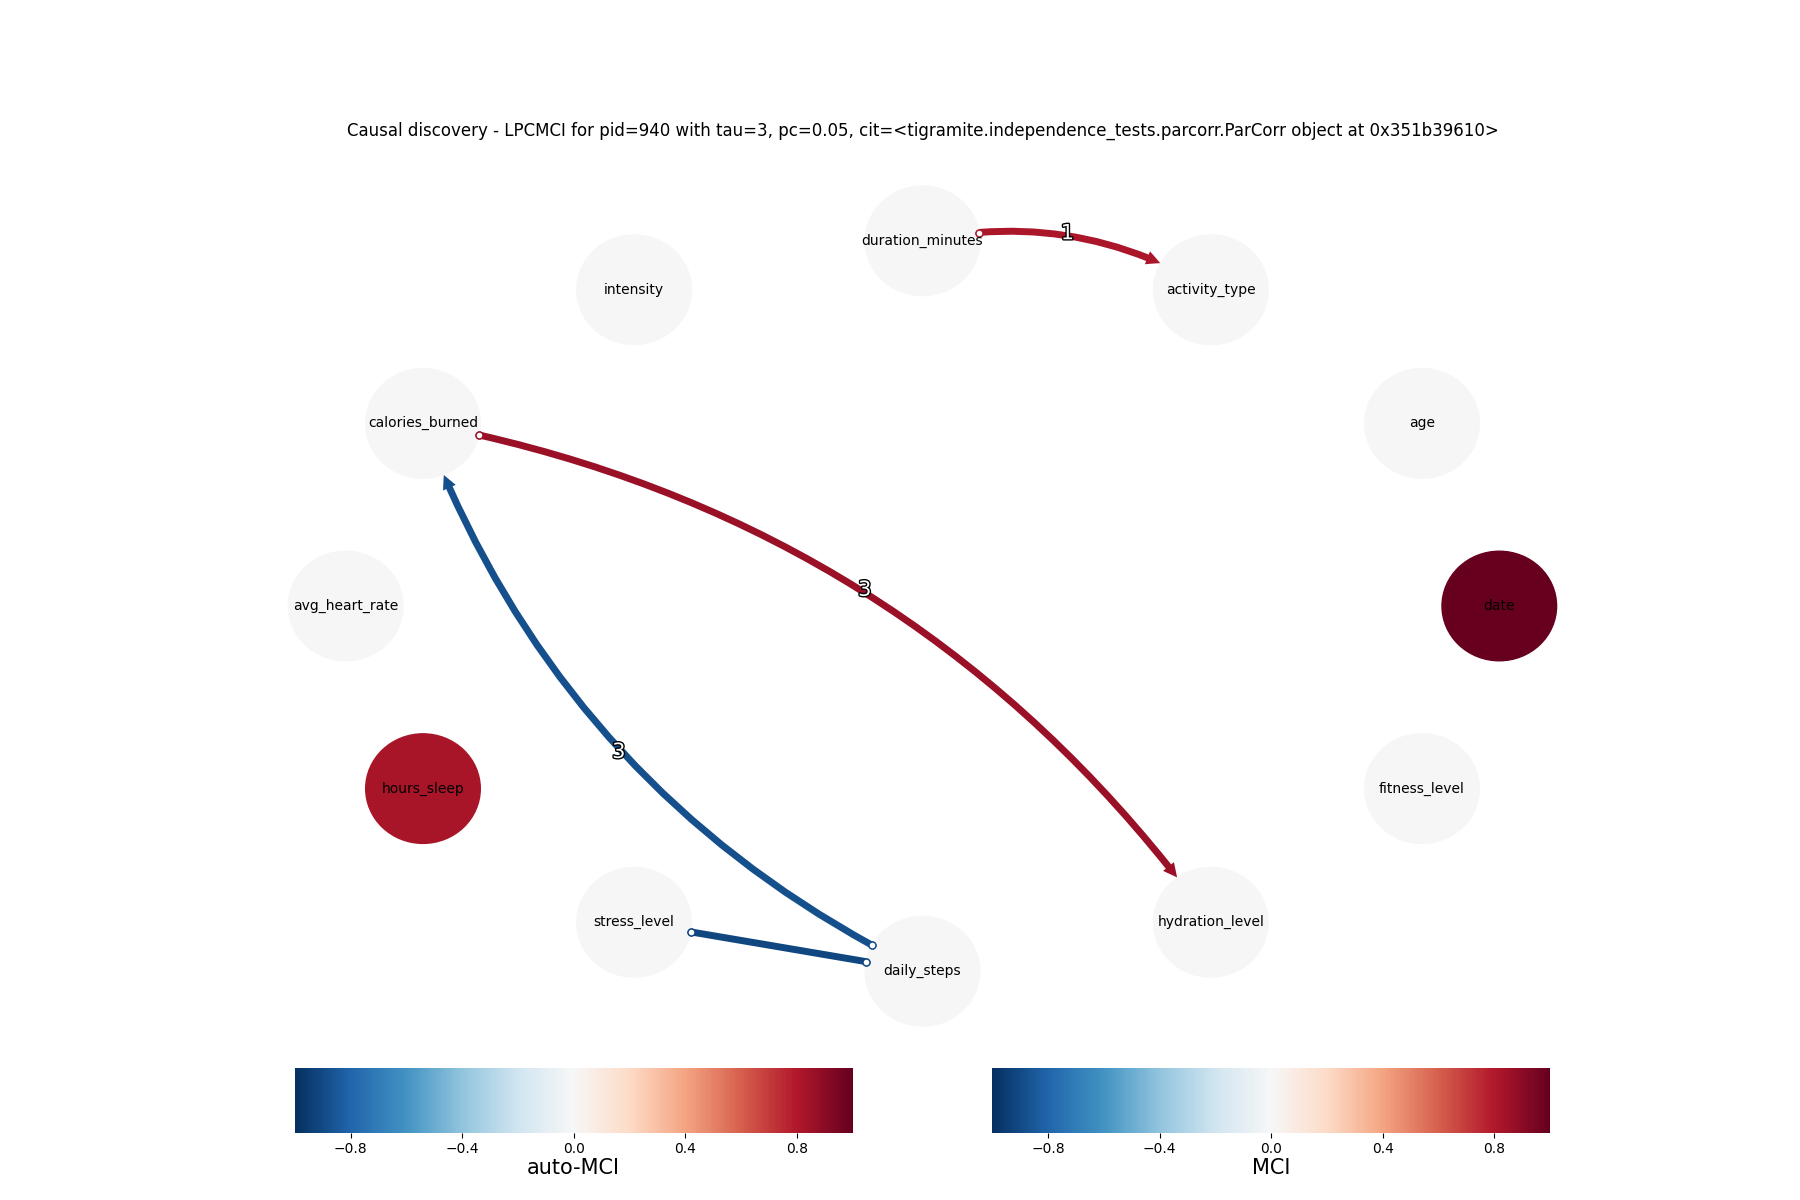 Causal discovery - LPCMCI for pid=940 with tau=3, pc=0.05, cit=<tigramite.independence_tests.parcorr.ParCorr object at 0x351b39610>
duration_minutes
1
intensity
activity_type
calories_burned
age
3
avg_heart_rate
date
3
hours_sleep
fitness_level
stress_level
hydration_level
daily_steps
−0.8 −0.4 0.0 0.4 0.8
auto-MCI
−0.8 −0.4 0.0 0.4 0.8
MCI